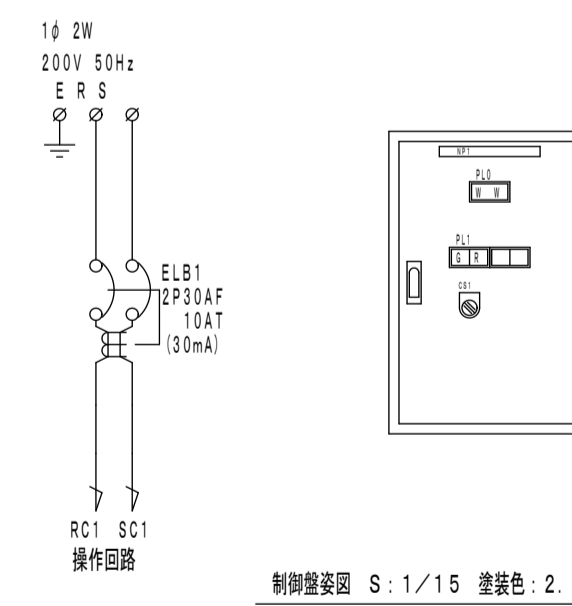 1φ 2W
200V 50Hz
E R S
ELB1
2P30AF
10AT
(30mA)
RC1 SC1
操作回路
NP1
PL0
W W
PL1
G R
CS1
制御盤姿図 S:1/15 塗装色:2.